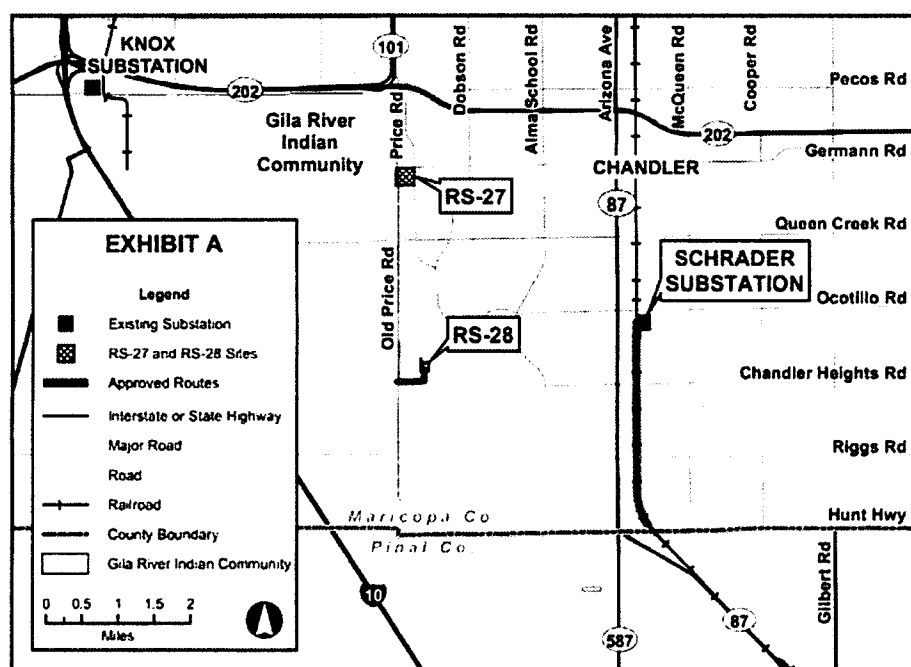 KNOX
SUBSTATION
101
202
Price Rd
Dobson Rd
Alma School Rd
Arizona Ave
McQueen Rd
Cooper Rd
Pecos Rd
202
Gila River
Indian
Community
Germann Rd
CHANDLER
RS-27
87
Queen Creek Rd
EXHIBIT A
Legend
Existing Substation
RS-27 and RS-28 Sites
Approved Routes
Interstate or State Highway
Major Road
Road
Railroad
County Boundary
Gila River Indian Community
0 0.5 1 1.5 2
Miles
Old Price Rd
SCHRADER
SUBSTATION
Ocotillo Rd
RS-28
Chandler Heights Rd
Riggs Rd
Maricopa Co
Hunt Hwy
Pinal Co.
Gilbert Rd
10
87
587